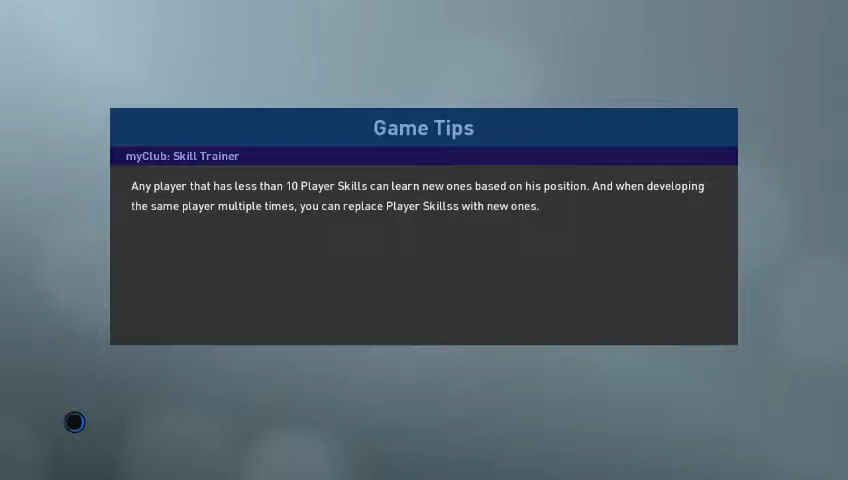 Game Tips
myClub: Skill Trainer
Any player that has less than 10 Player Skills can learn new ones based on his position. And when developing
the same player multiple times, you can replace Player Skillss with new ones.